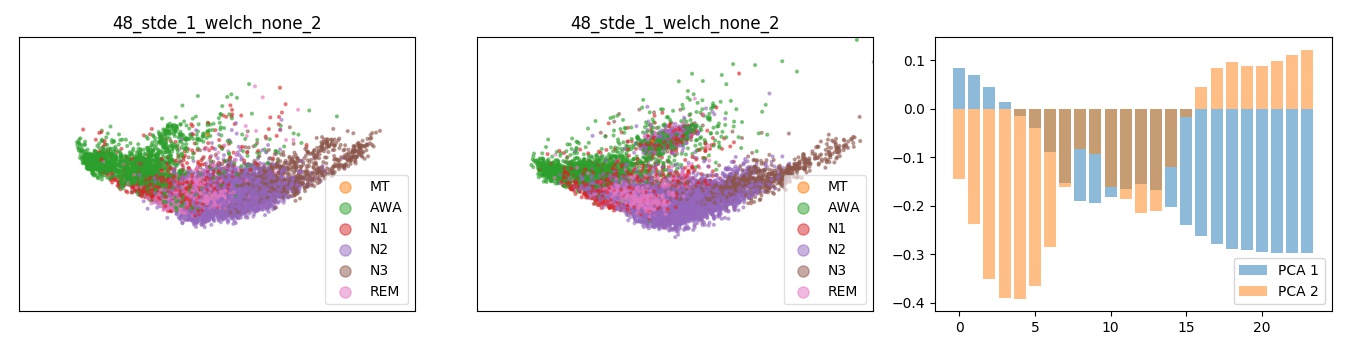 48_stde_1_welch_none_2
MT
AWA
N1
N2
N3
REM
48_stde_1_welch_none_2
MT
AWA
N1
N2
N3
REM
0.1
0.0
−0.1
−0.2
−0.3
−0.4
0
5
10
15
20
PCA 1
PCA 2